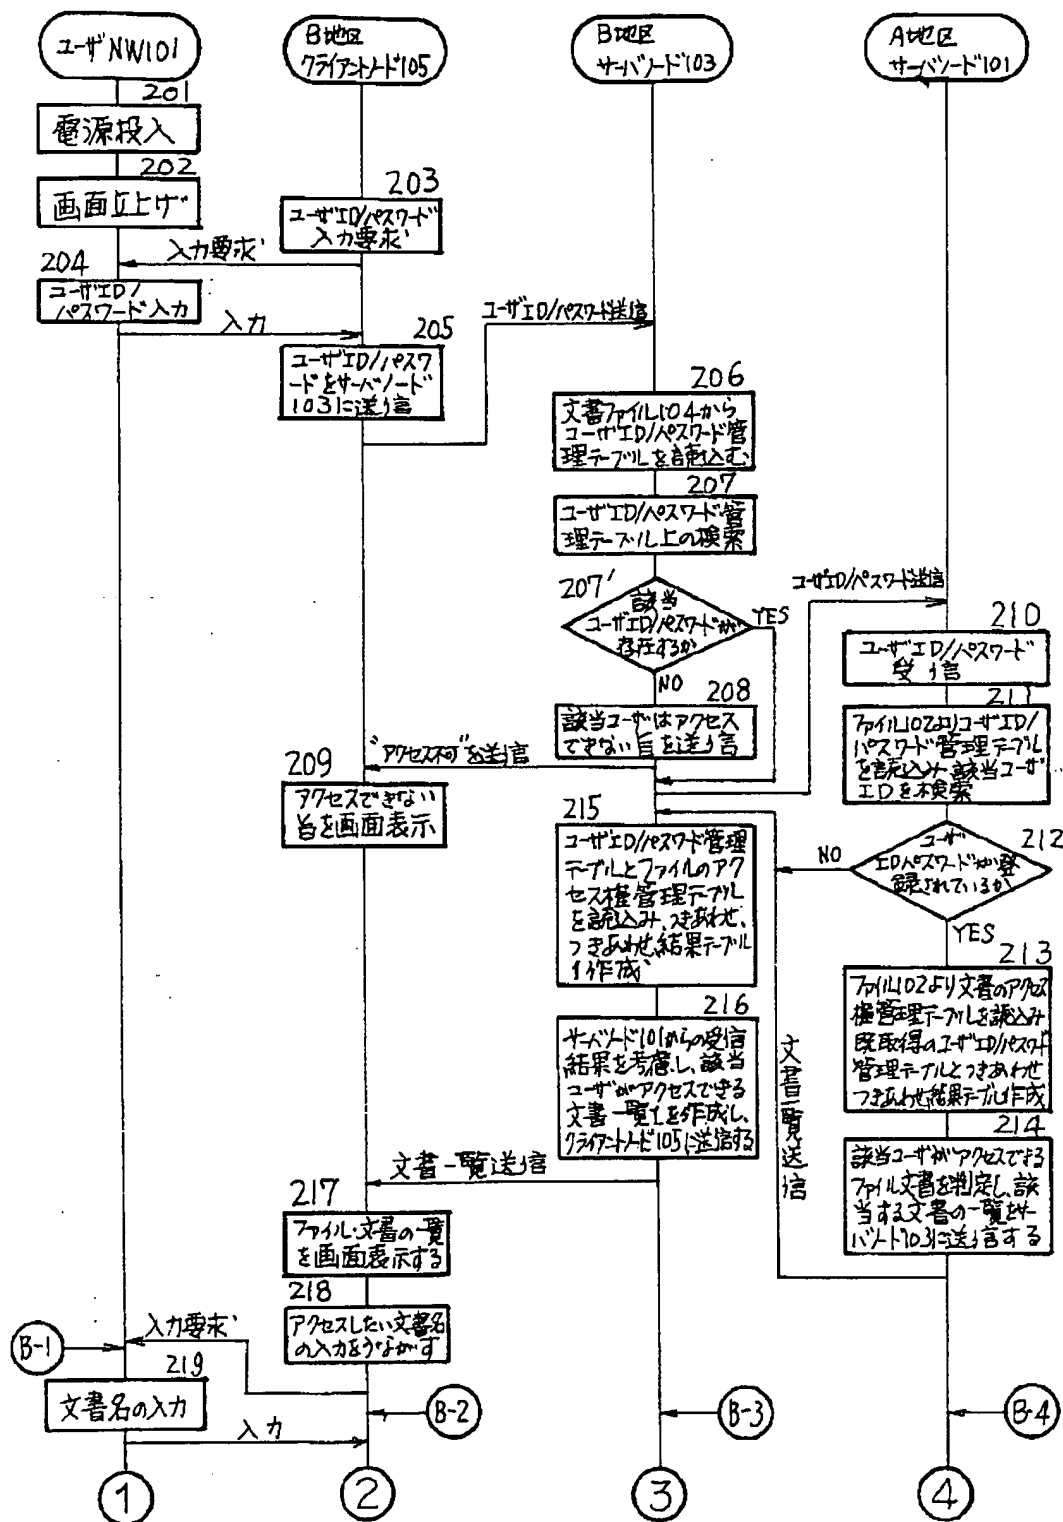 ユーザNW101
B地区
クライアントノード105
B地区
サーバノード103
A地区
サーバノード101
201
電源投入
202
画面立上げ
203
ユーザID/パスワード
入力要求
入力要求
204
ユーザID/
パスワード入力
入力
205
ユーザID/パスワ
ードをサーバノード
103に送信
ユーザID/パスワード送信
206
文書ファイル104から
ユーザID/パスワード管
理テーブルを読込む
207
ユーザID/パスワード管
理テーブル上の検索
207'
該当
ユーザID/パスワードが
存在するか
YES
NO
208
該当ユーザはアクセス
できない旨を送信
"アクセス不可"を送信
209
アクセスできない
旨を画面表示
ユーザID/パスワード送信
210
ユーザID/パスワード
受信
211
ファイル102よりユーザID/
パスワード管理テーブル
を読込み、該当ユーザ
IDを検索
212
ユーザ
IDパスワードが登
録されているか
NO
YES
213
ファイル102より文書のアクセス
権管理テーブルを読込み
既取得のユーザID/パスワード
管理テーブルとつきあわせ
つきあわせ結果テーブル作成
214
該当ユーザがアクセスできる
ファイル文書を判定し、該
当する文書の一覧をサー
バノード103に送信する
文書一覧送信
215
ユーザID/パスワード管理
テーブルとファイルのアク
セス権管理テーブル
を読込み、つきあわせ、
つきあわせ結果テーブル
作成
216
サーバノード101からの受信
結果を考慮し、該当
ユーザがアクセスできる
文書一覧を作成し、
クライアントノード105に送信する
文書一覧送信
217
ファイル・文書の一覧
を画面表示する
218
アクセスしたい文書名
の入力をうながす
入力要求
B-1
219
文書名の入力
入力
B-2
B-3
B-4
1
2
3
4